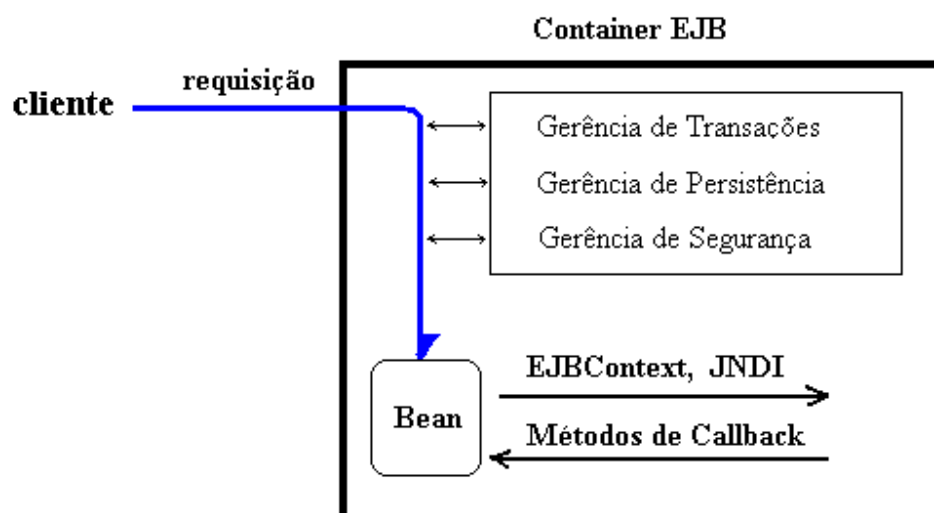 Container EJB
requisição
cliente
Gerência de Transações
Gerência de Persistência
Gerência de Segurança
EJBContext, JNDI
Bean
Métodos de Callback